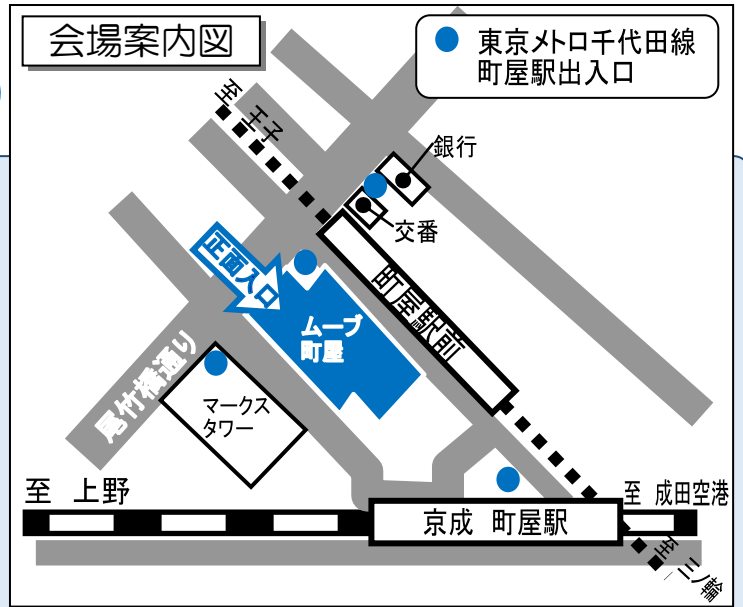 会場案内図
東京メトロ千代田線
町屋駅出入口
至 王子
銀行
交番
正面入口
町屋駅前
ムーブ
町屋
尾竹橋通り
マークス
タワー
至 上野
至 成田空港
京成 町屋駅
至 三ノ輪